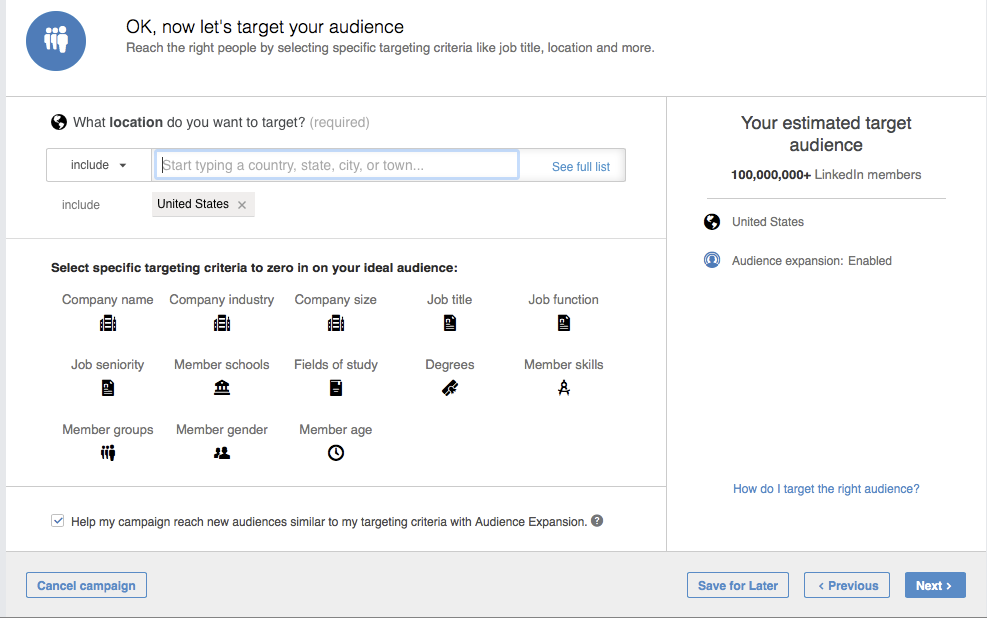 OK, now let's target your audience
Reach the right people by selecting specific targeting criteria like job title, location and more.
What location do you want to target? (required)
include
Start typing a country, state, city, or town...
See full list
include
United States ×
Select specific targeting criteria to zero in on your ideal audience:
Company name Company industry Company size Job title Job function
Job seniority Member schools Fields of study Degrees Member skills
Member groups Member gender Member age
Help my campaign reach new audiences similar to my targeting criteria with Audience Expansion. ?
Your estimated target
audience
100,000,000+ LinkedIn members
United States
Audience expansion: Enabled
How do I target the right audience?
Cancel campaign
Save for Later
< Previous
Next >